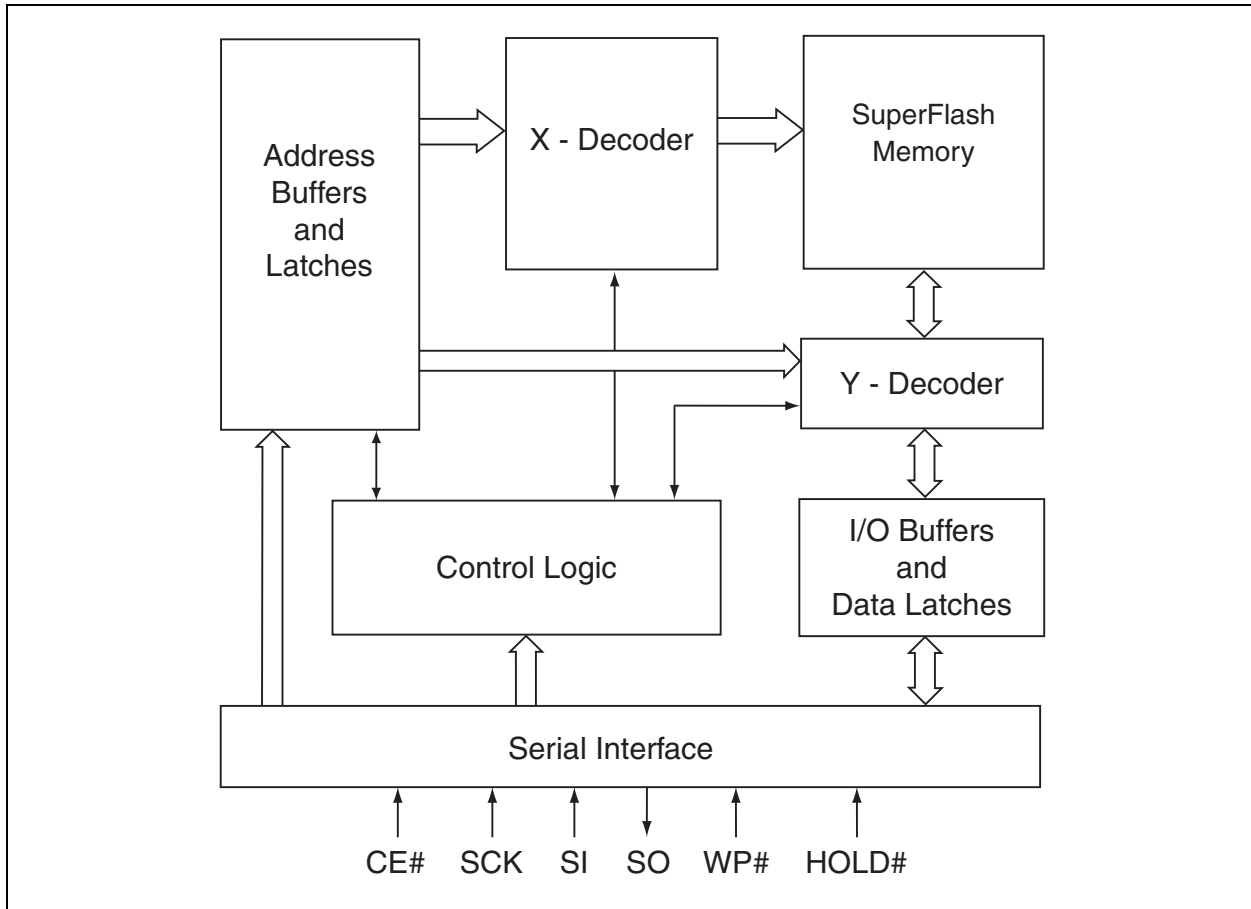 Address
Buffers
and
Latches
X - Decoder
SuperFlash
Memory
Y - Decoder
Control Logic
I/O Buffers
and
Data Latches
Serial Interface
CE# SCK SI SO WP# HOLD#